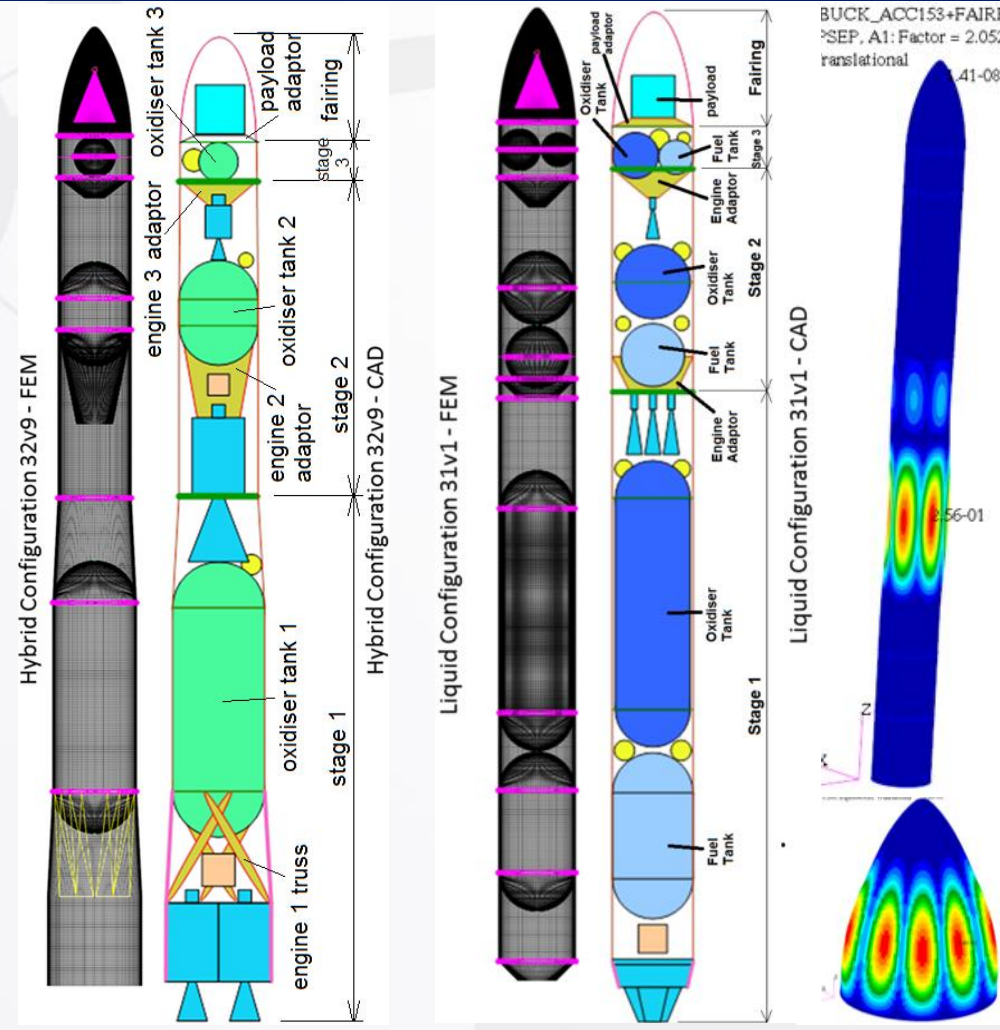 Hybrid Configuration 32v9 - FEM
oxidiser tank 3
payload
adaptor
fairing
stage
3
engine 3 adaptor
oxidiser tank 2
engine 2
adaptor
stage 2
oxidiser tank 1
stage 1
engine 1 truss
Hybrid Configuration 32v9 - CAD
Liquid Configuration 31v1 - FEM
Oxidiser
Tank
payload
adaptor
payload
Fairing
Fuel
Tank
Stage 3
Engine
Adaptor
Oxidiser
Tank
Stage 2
Fuel
Tank
Engine
Adaptor
Oxidiser
Tank
Stage 1
Fuel
Tank
Liquid Configuration 31v1 - CAD
BUCK_ACC153+FAIRI
PSEP, A1: Factor = 2.052
ranslational
.41-08
2.56-01
Z
X